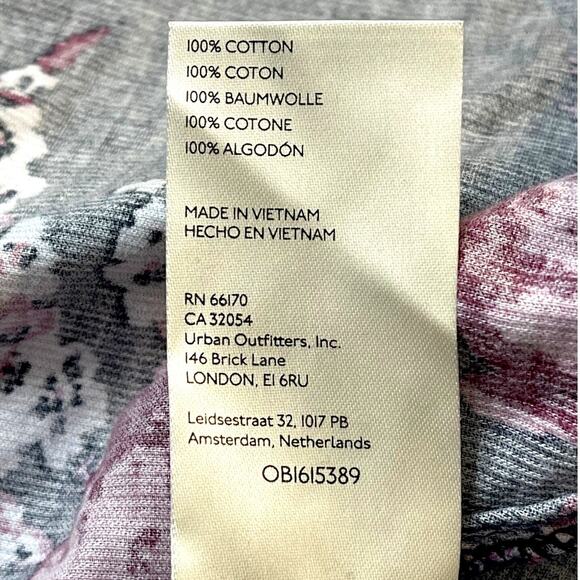 100% COTTON
100% COTON
100% BAUMWOLLE
100% COTONE
100% ALGODÓN
MADE IN VIETNAM
HECHO EN VIETNAM
RN 66170
CA 32054
Urban Outfitters, Inc.
146 Brick Lane
LONDON, E1 6RU
Leidsestraat 32, 1017 PB
Amsterdam, Netherlands
OB1615389